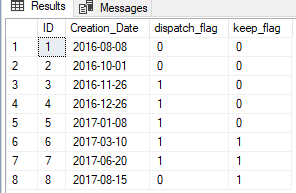 Results Messages
ID Creation_Date dispatch_flag keep_flag
1 1 2016-08-08 0 0
2 2 2016-10-01 0 0
3 3 2016-11-26 1 0
4 4 2016-12-26 1 0
5 5 2017-01-08 1 0
6 6 2017-03-10 1 1
7 7 2017-06-20 1 1
8 8 2017-08-15 0 1